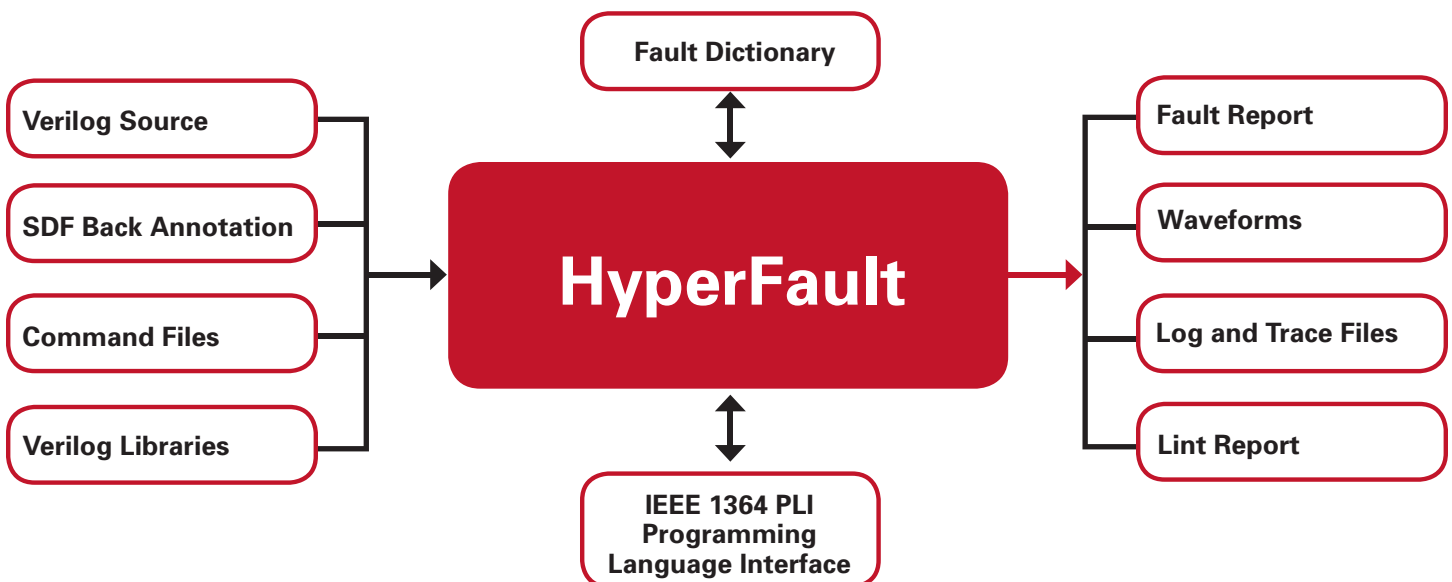 Fault Dictionary
Verilog Source
SDF Back Annotation
Command Files
Verilog Libraries
HyperFault
Fault Report
Waveforms
Log and Trace Files
Lint Report
IEEE 1364 PLI
Programming
Language Interface